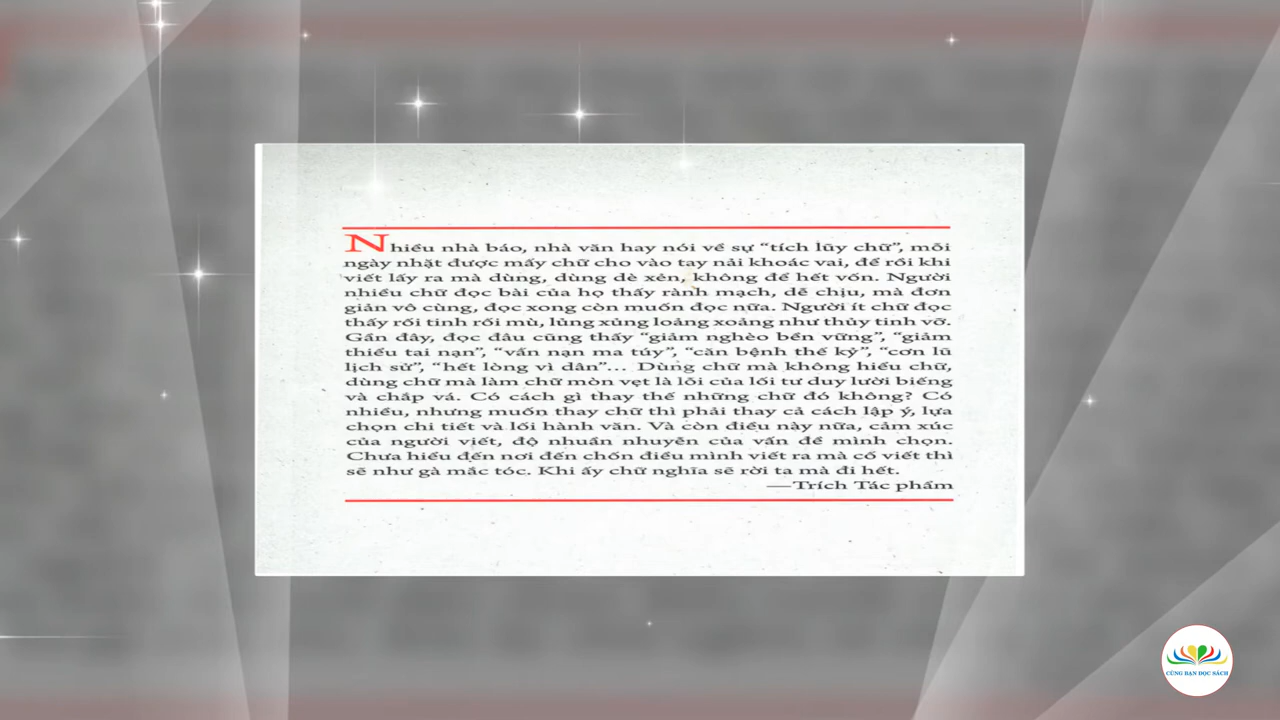 Nhiều nhà báo, nhà văn hay nói về sự “tích lũy chữ”, mỗi
ngày nhặt được mấy chữ cho vào tay nải khoác vai, để rồi khi
viết lấy ra mà dùng, dùng dè xẻn, không để hết vốn. Người
nhiều chữ đọc bài của họ thấy rành mạch, dễ chịu, mà đơn
giản vô cùng, đọc xong còn muốn đọc nữa. Người ít chữ đọc
thấy rối tinh rối mù, lủng xủng loảng xoảng như thủy tinh vỡ.
Gần đây, đọc đâu cũng thấy “giảm nghèo bền vững”, “giảm
thiểu tai nạn”, “vấn nạn ma túy”, “căn bệnh thế kỷ”, “cơn lũ
lịch sử”, “hết lòng vì dân”... Dùng chữ mà không hiểu chữ,
dùng chữ mà làm chữ mòn vẹt là lỗi của lối tư duy lười biếng
và chắp vá. Có cách gì thay thế những chữ đó không? Có
nhiều, nhưng muốn thay chữ thì phải thay cả cách lập ý, lựa
chọn chi tiết và lối hành văn. Và còn điều này nữa, cảm xúc
của người viết, độ nhuần nhuyễn của vấn đề mình chọn.
Chưa hiểu đến nơi đến chốn điều mình viết ra mà cố viết thì
sẽ như gà mắc tóc. Khi ấy chữ nghĩa sẽ rời ta mà đi hết.
—Trích Tác phẩm
CÙNG BẠN ĐỌC SÁCH